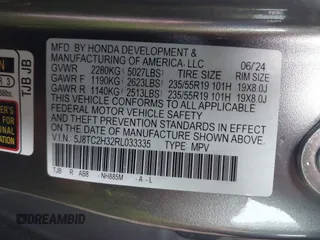 TJB JB
MFD. BY HONDA DEVELOPMENT &
MANUFACTURING OF AMERICA, LLC 06/24
GVWR 2280KG( 5027LBS) TIRE SIZE RIM SIZE
GAWR F 1190KG( 2623LBS) 235/55R19 101H 19X8.0J
GAWR R 1140KG( 2513LBS) 235/55R19 101H 19X8.0J
THIS VEHICLE CONFORMS TO ALL APPLICABLE
FEDERAL MOTOR VEHICLE SAFETY AND THEFT
PREVENTION STANDARDS IN EFFECT ON THE DATE
OF MANUFACTURE SHOWN ABOVE.
V.I.N.: 5J8TC2H32RL033335 TYPE: MPV
TJB R A88 -NH885M -A -L
DREAMBID